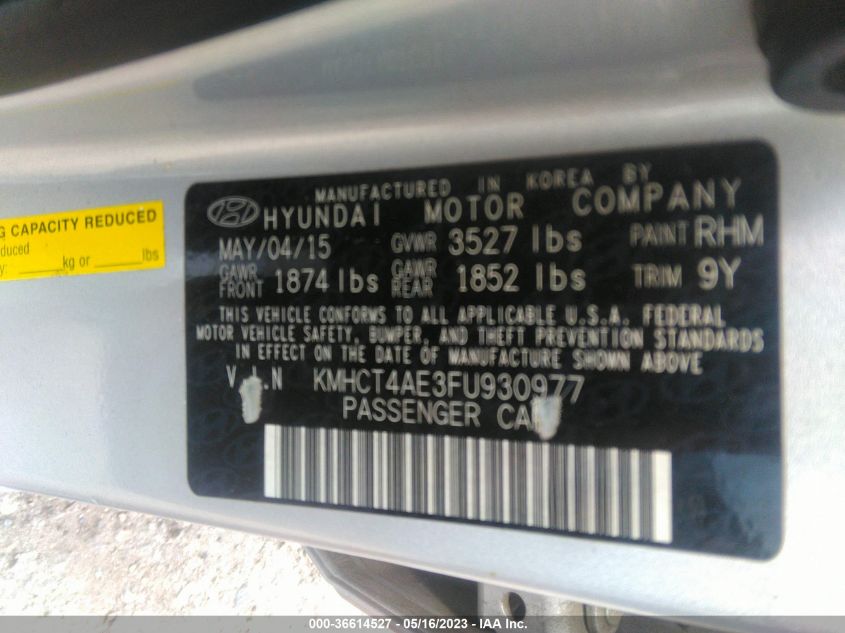 G CAPACITY REDUCED
duced
y: ______kg or ______lbs
MANUFACTURED IN KOREA BY
HYUNDAI MOTOR COMPANY
MAY/04/15 GVWR 3527 lbs PAINT RHM
GAWR FRONT 1874 lbs GAWR REAR 1852 lbs TRIM 9Y
THIS VEHICLE CONFORMS TO ALL APPLICABLE U.S.A. FEDERAL
MOTOR VEHICLE SAFETY, BUMPER, AND THEFT PREVENTION STANDARDS
IN EFFECT ON THE DATE OF MANUFACTURE SHOWN ABOVE
V.I.N KMHCT4AE3FU930977
PASSENGER CA
000-36614527 - 05/16/2023 - IAA Inc.